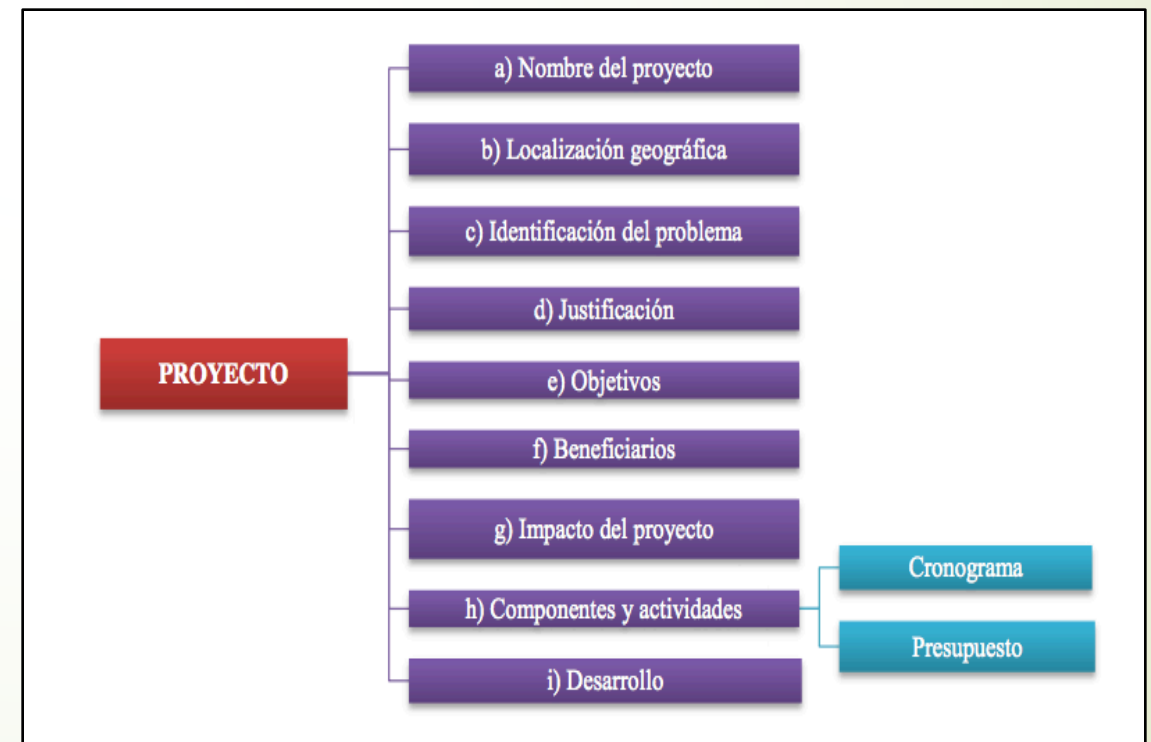 a) Nombre del proyecto
b) Localización geográfica
c) Identificación del problema
d) Justificación
PROYECTO
e) Objetivos
f) Beneficiarios
g) Impacto del proyecto
h) Componentes y actividades
Cronograma
Presupuesto
i) Desarrollo